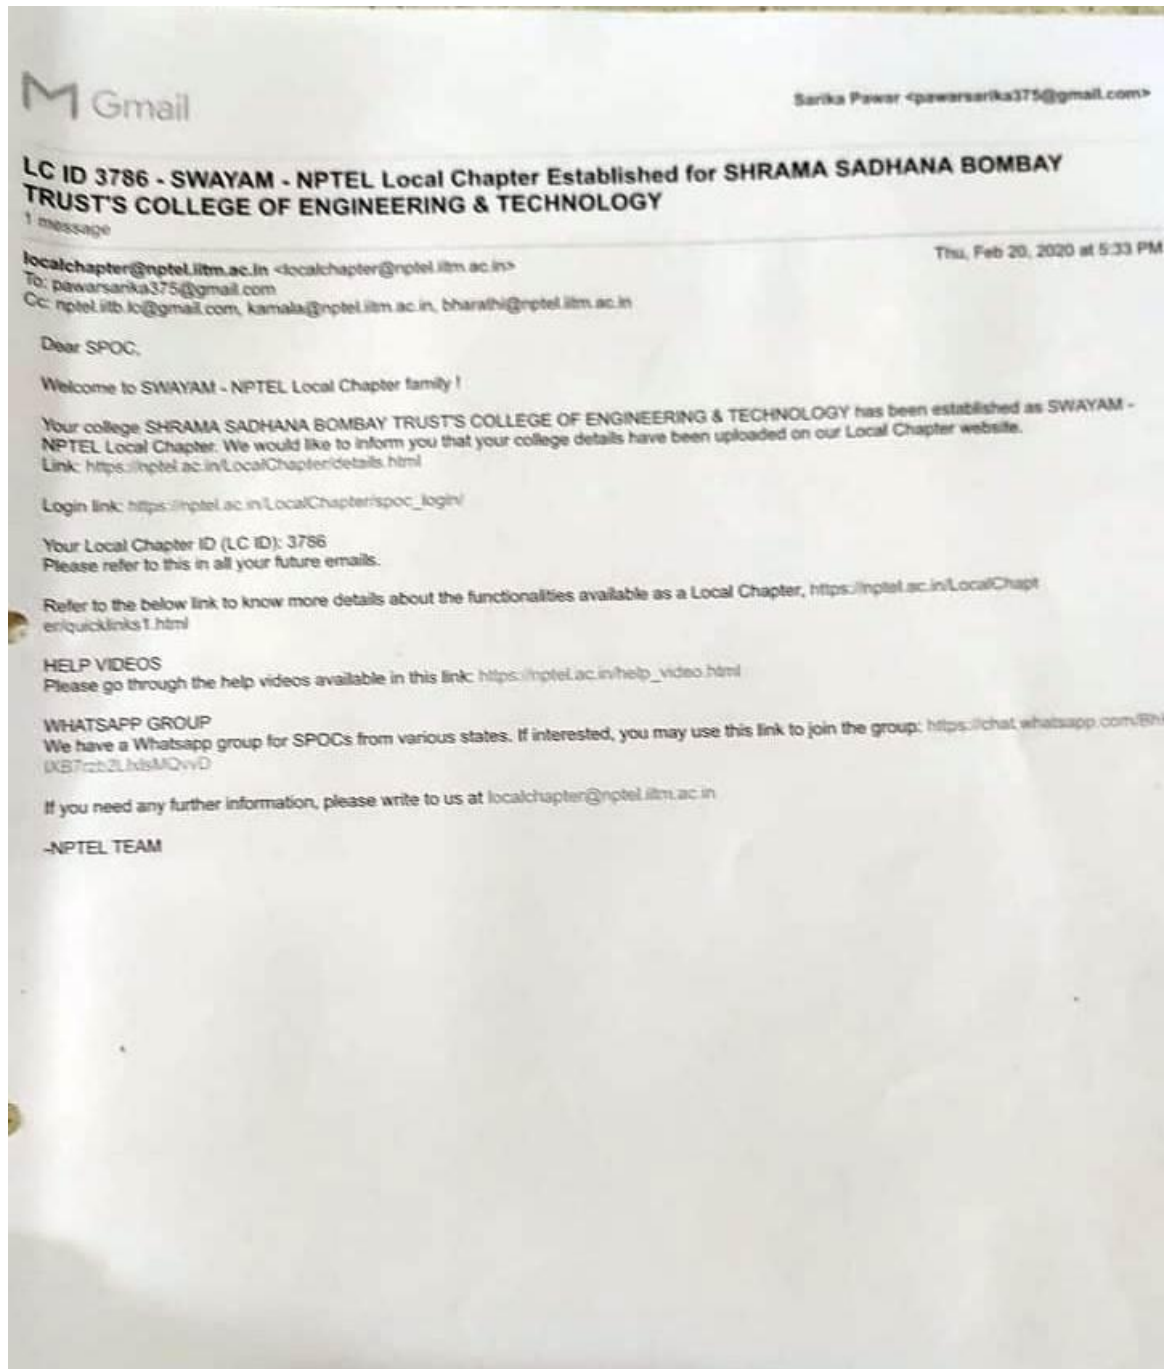 M Gmail
Sarika Pawar <pawarsarika375@gmail.com>
LC ID 3786 - SWAYAM - NPTEL Local Chapter Established for SHRAMA SADHANA BOMBAY
TRUST'S COLLEGE OF ENGINEERING & TECHNOLOGY
1 message
localchapter@nptel.iitm.ac.in <localchapter@nptel.iitm.ac.in>
Thu, Feb 20, 2020 at 5:33 PM
To: pawarsarika375@gmail.com
Cc: nptel.iitb.lc@gmail.com, kamala@nptel.iitm.ac.in, bharathi@nptel.iitm.ac.in
Dear SPOC,
Welcome to SWAYAM - NPTEL Local Chapter family !
Your college SHRAMA SADHANA BOMBAY TRUST'S COLLEGE OF ENGINEERING & TECHNOLOGY has been established as SWAYAM -
NPTEL Local Chapter. We would like to inform you that your college details have been uploaded on our Local Chapter website.
Link: https://nptel.ac.in/LocalChapter/details.html
Login link: https://nptel.ac.in/LocalChapter/spoc_login/
Your Local Chapter ID (LC ID): 3786
Please refer to this in all your future emails.
Refer to the below link to know more details about the functionalities available as a Local Chapter, https://nptel.ac.in/LocalChapt
er/quicklinks1.html
HELP VIDEOS
Please go through the help videos available in this link: https://nptel.ac.in/help_video.html
WHATSAPP GROUP
We have a Whatsapp group for SPOCs from various states. If interested, you may use this link to join the group: https://chat.whatsapp.com/
If you need any further information, please write to us at localchapter@nptel.iitm.ac.in
-NPTEL TEAM